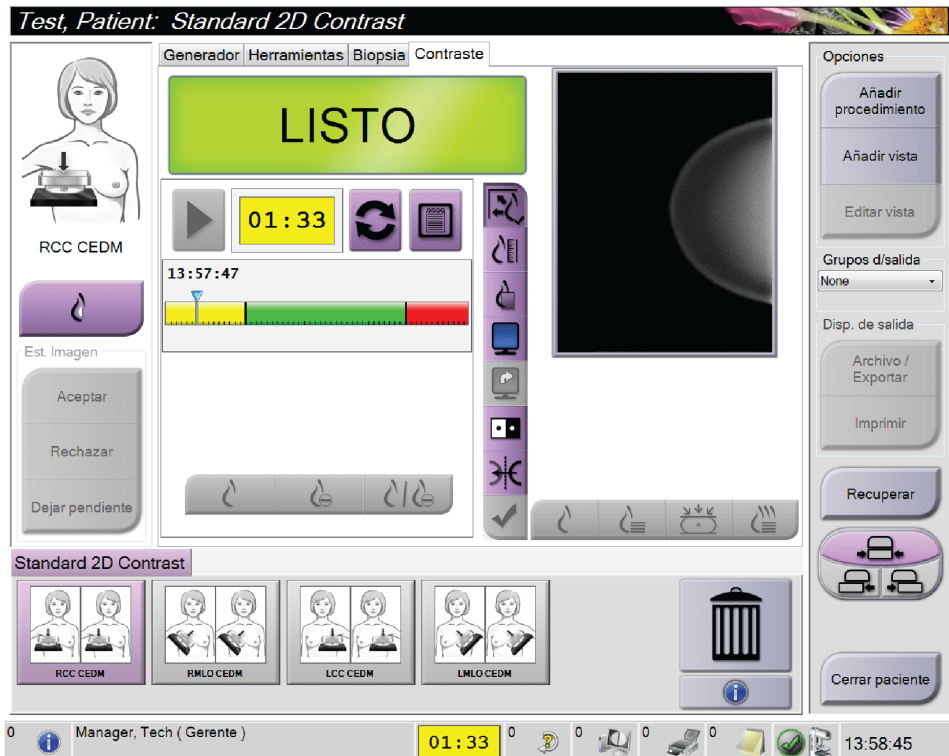 Test, Patient: Standard 2D Contrast
Generador Herramientas Biopsia Contraste
LISTO
01:33
13:57:47
RCC CEDM
Est. Imagen
Aceptar
Rechazar
Dejar pendiente
Opciones
Añadir
procedimiento
Añadir vista
Editar vista
Grupos d/salida
None
Disp. de salida
Archivo /
Exportar
Imprimir
Recuperar
Cerrar paciente
Standard 2D Contrast
RCC CEDM
RMLO CEDM
LCC CEDM
LMLO CEDM
0 Manager, Tech ( Gerente ) 01:33 0 0 0 0 13:58:45